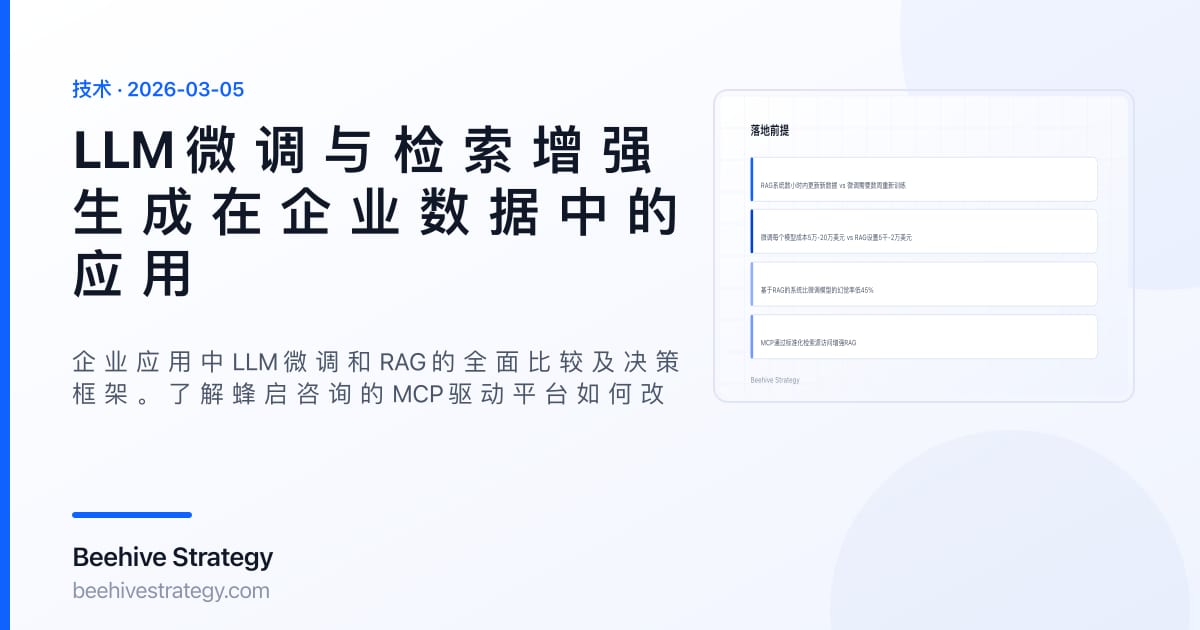 技术 · 2026-03-05
LLM微调与检索增强
生成在企业数据中的
应用
企业应用中LLM微调和RAG的全面比较及决策
框架。了解蜂启咨询的MCP驱动平台如何改
Beehive Strategy
beehivestrategy.com
落地前提
RAG系统数小时内更新新数据 vs 微调需要数周重新训练
微调每个模型成本5万-20万美元 vs RAG设置5千-2万美元
基于RAG的系统比微调模型的幻觉率低45%
MCP通过标准化检索源访问增强RAG
Beehive Strategy